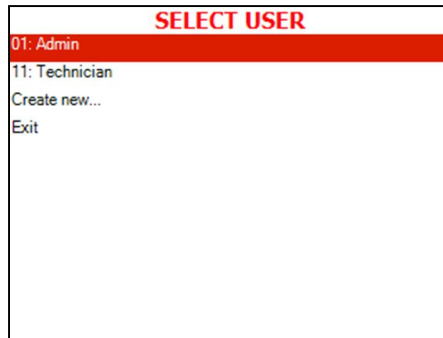 SELECT USER
01: Admin
11: Technician
Create new...
Exit